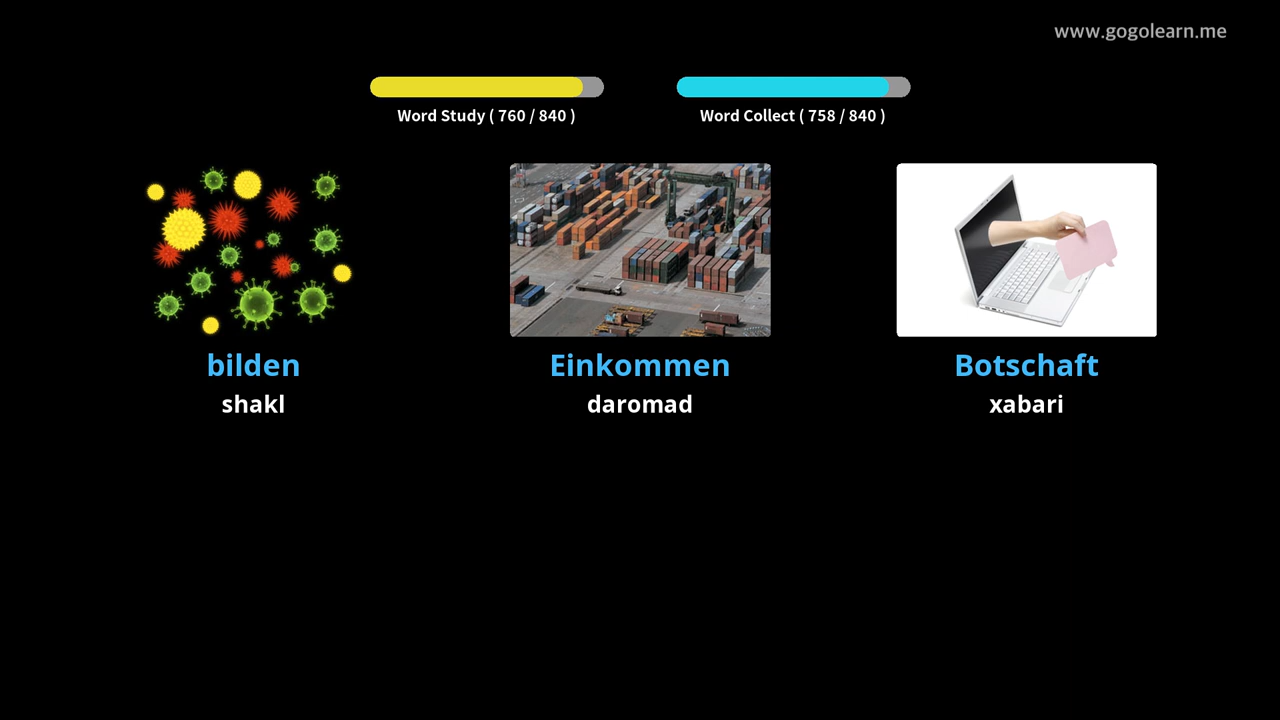 www.gogolearn.me
Word Study ( 760 / 840 )
Word Collect ( 758 / 840 )
bilden
Einkommen
Botschaft
shakl
daromad
xabari